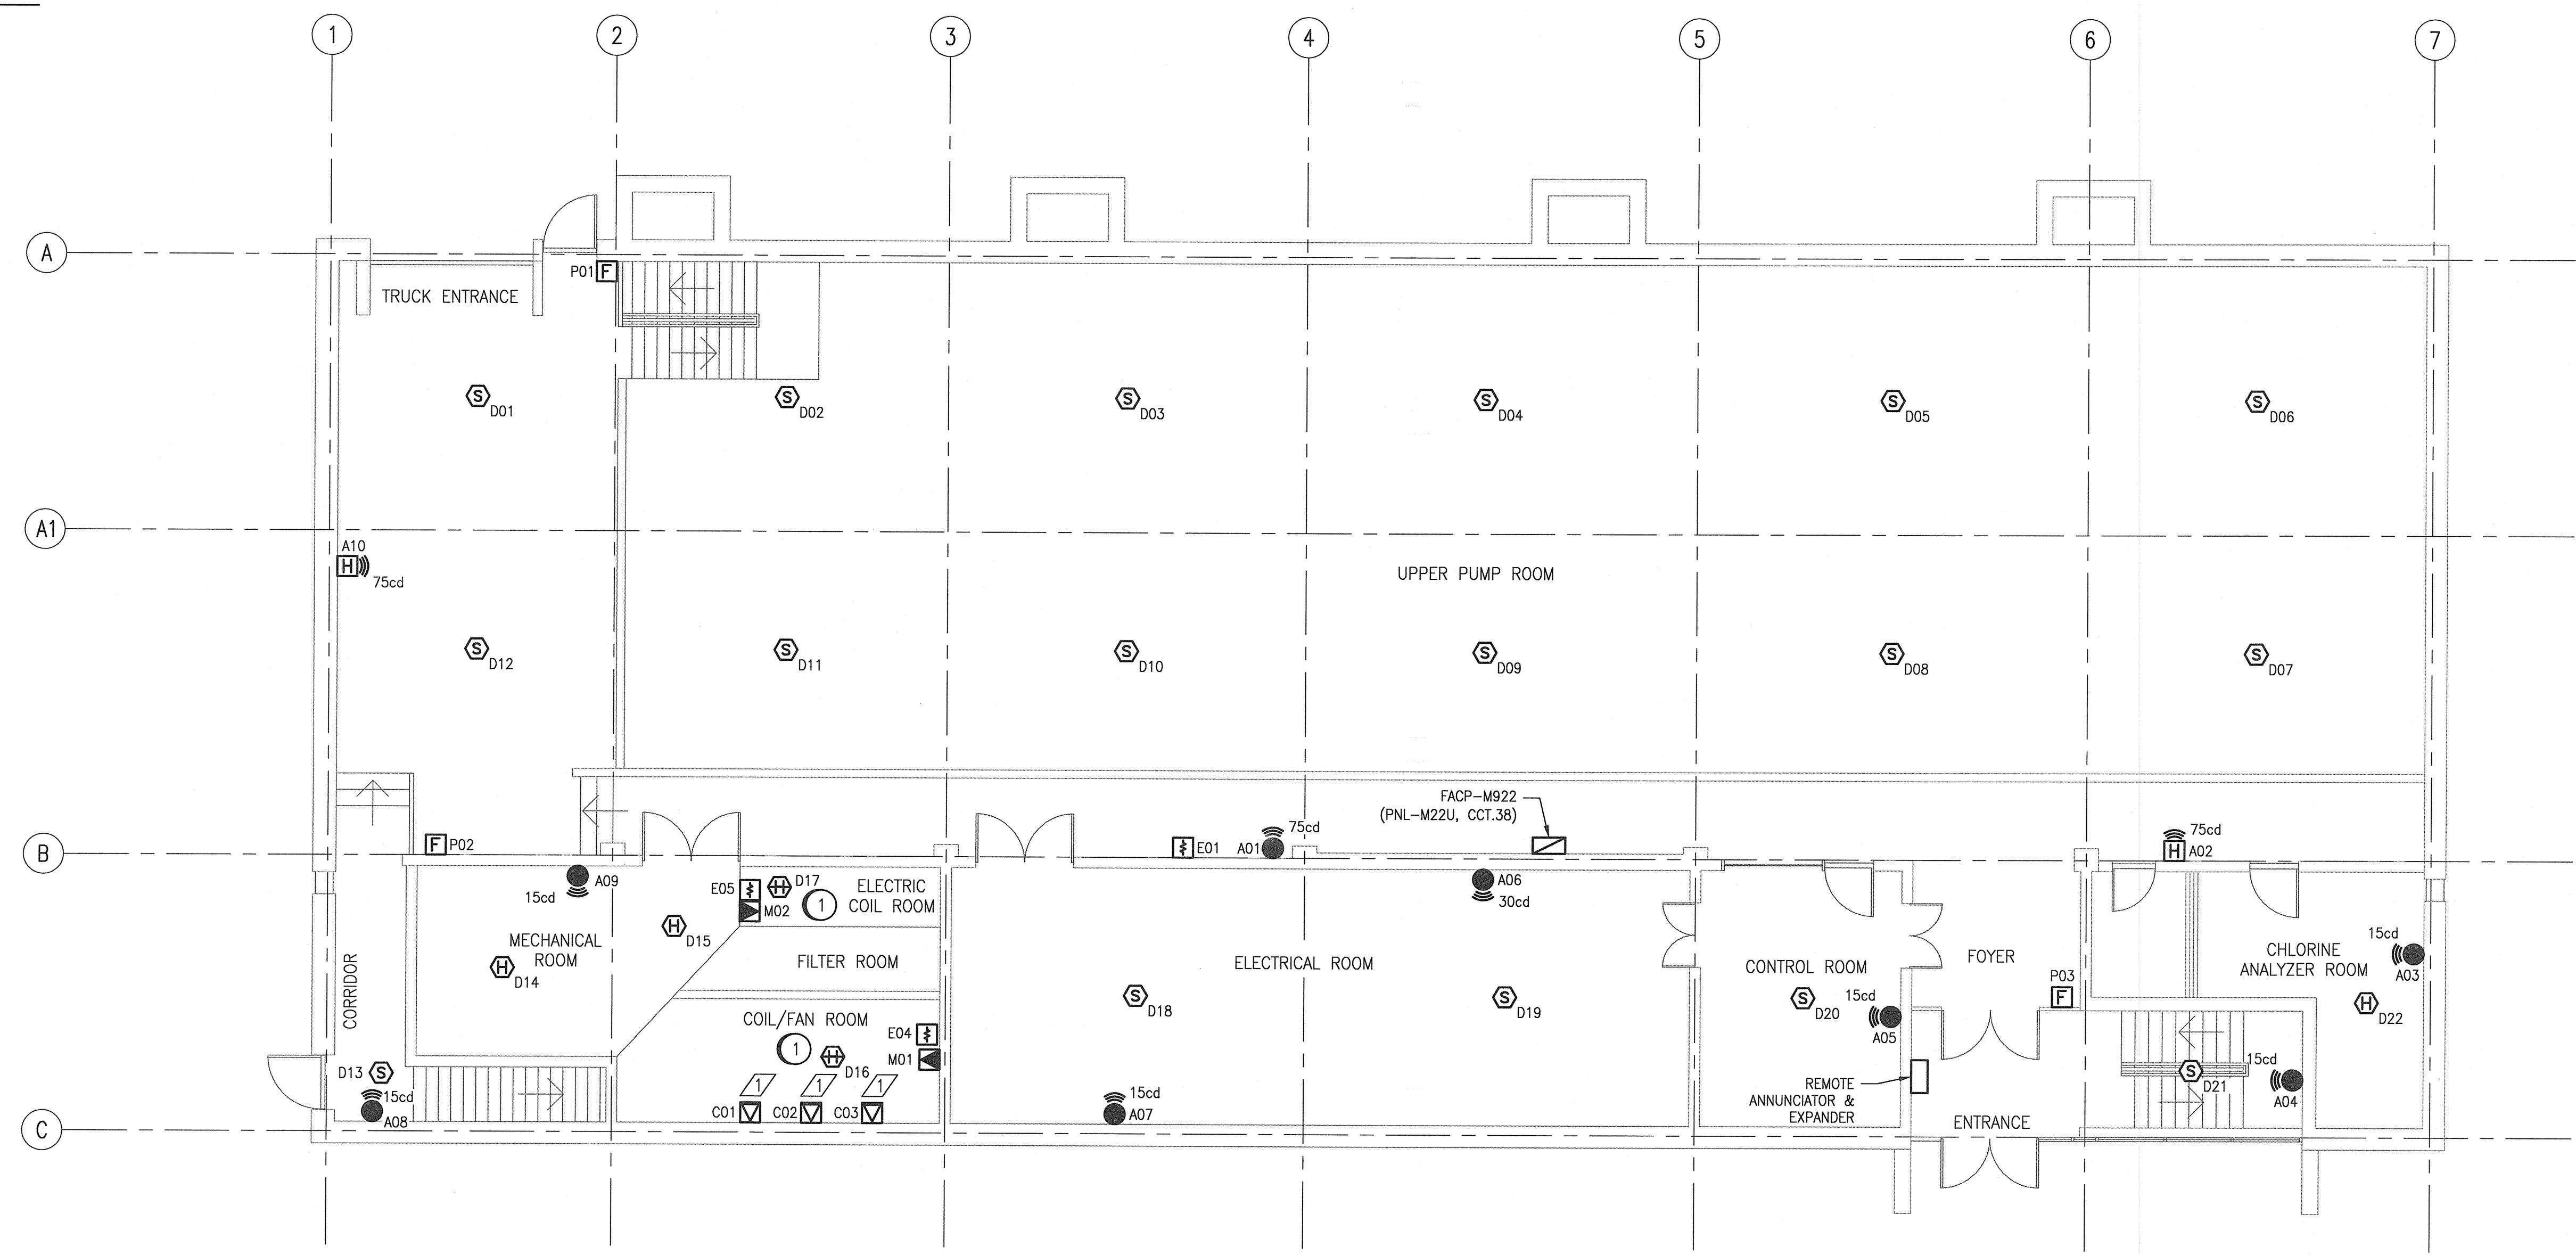 1
2
3
4
5
6
7
A
P01 F
TRUCK ENTRANCE
S D01
S D02
S D03
S D04
S D05
S D06
A1
A10
H
75cd
UPPER PUMP ROOM
S D12
S D11
S D10
S D09
S D08
S D07
FACP-M922
(PNL-M22U, CCT.38)
B
F P02
E01
A01
75cd
75cd
H A02
A09
15cd
E05
D17
M02
1
ELECTRIC
COIL ROOM
A06
30cd
H D15
MECHANICAL
ROOM
H D14
CORRIDOR
FILTER ROOM
ELECTRICAL ROOM
CONTROL ROOM
FOYER
P03
F
CHLORINE
ANALYZER ROOM
15cd
A03
H D22
S D18
S D19
S D20
15cd
A05
COIL/FAN ROOM
1
D16
E04
M01
1
1
1
C01
C02
C03
D13 S
15cd
A08
15cd
A07
REMOTE
ANNUNCIATOR &
EXPANDER
S D21
15cd
A04
C
ENTRANCE